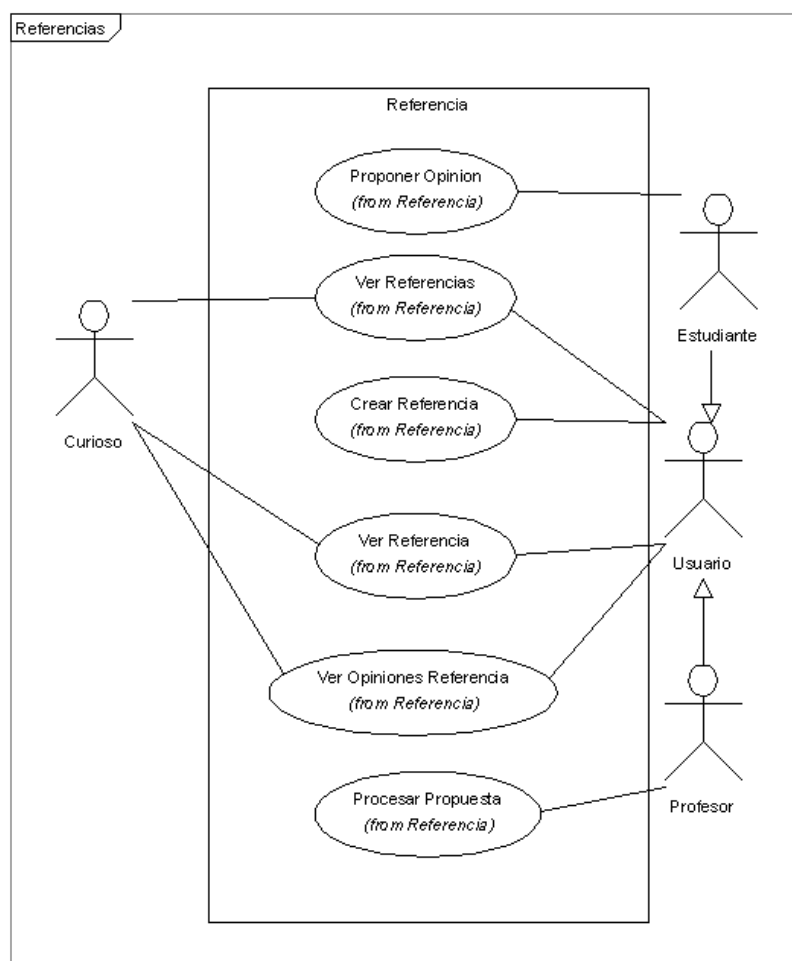 Referencias
Referencia
Proponer Opinion
(from Referencia)
Estudiante
Ver Referencias
(from Referencia)
Curioso
Crear Referencia
(from Referencia)
Ver Referencia
(from Referencia)
Usuario
Ver Opiniones Referencia
(from Referencia)
Procesar Propuesta
(from Referencia)
Profesor